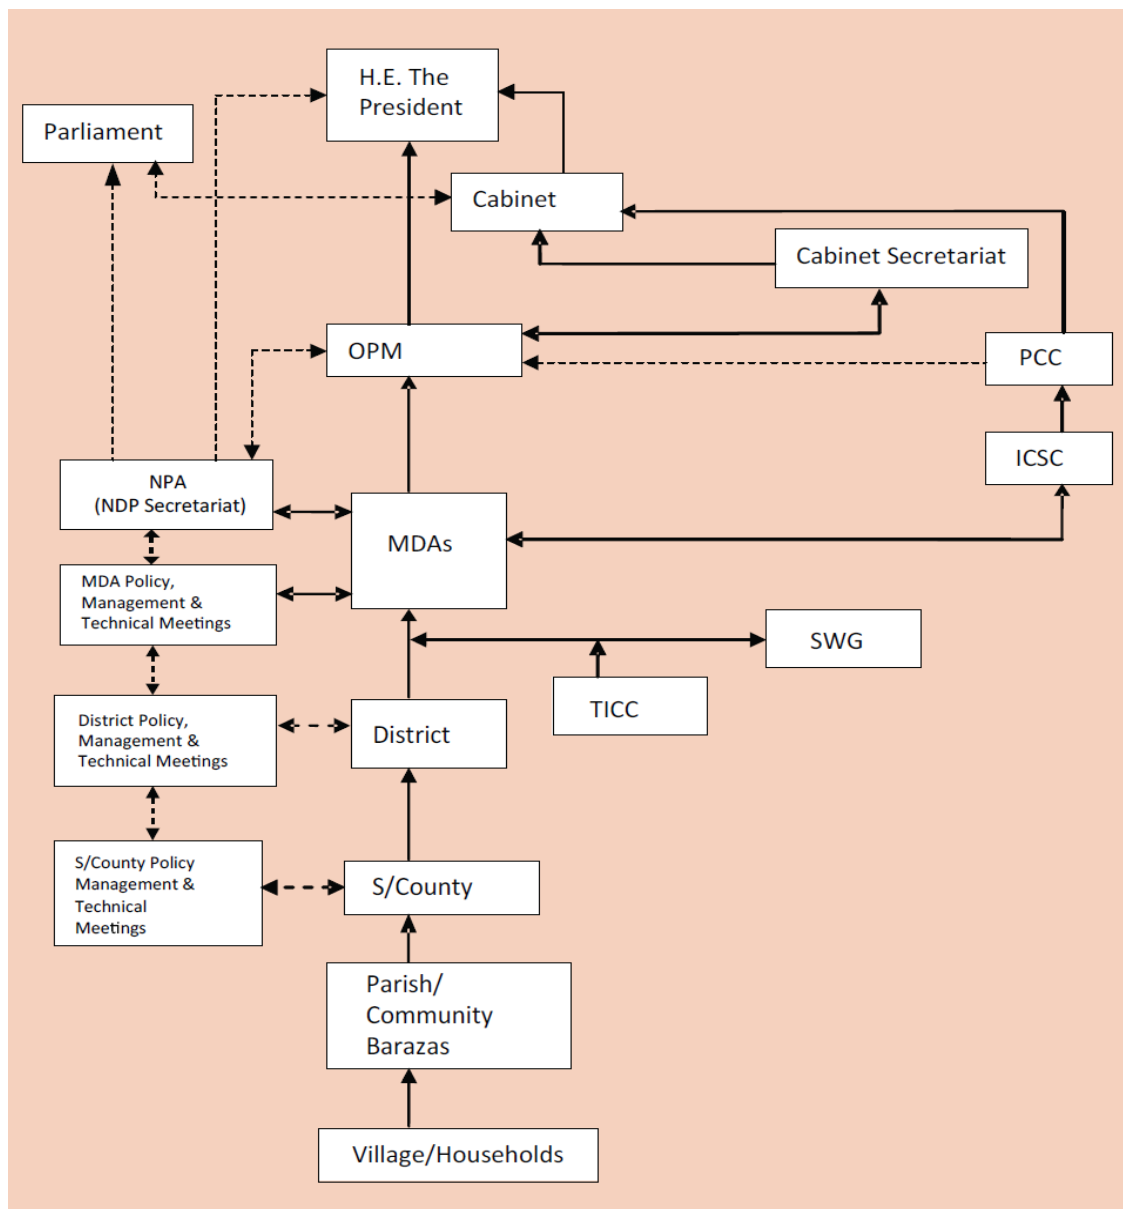 H.E. The
President
Parliament
Cabinet
Cabinet Secretariat
OPM
PCC
ICSC
NPA
(NDP Secretariat)
MDAs
MDA Policy,
Management &
Technical Meetings
SWG
TICC
District Policy,
Management &
Technical Meetings
District
S/County Policy
Management &
Technical
Meetings
S/County
Parish/
Community
Barazas
Village/Households